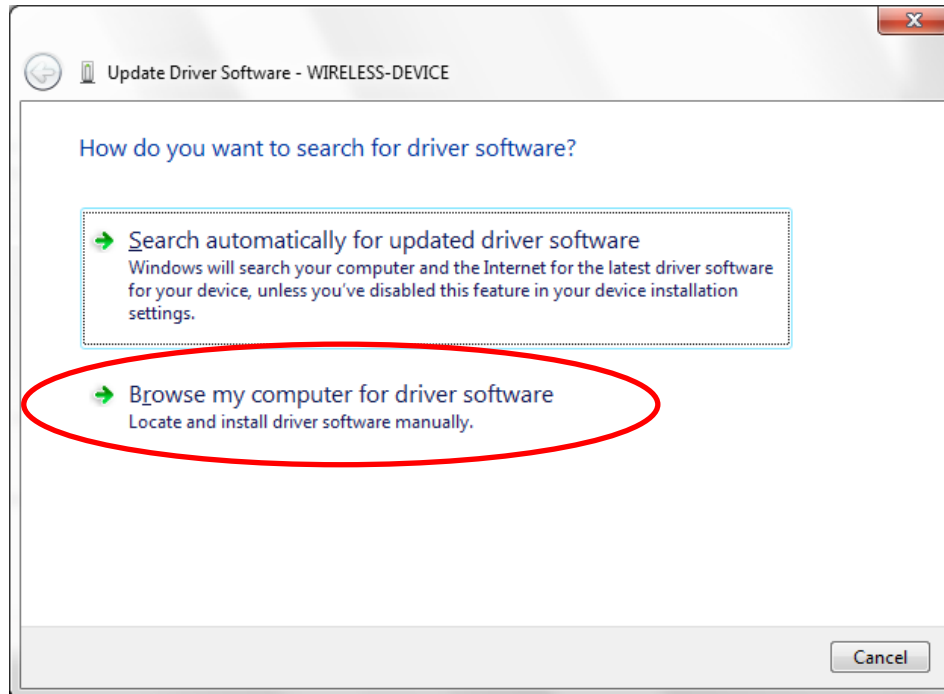 Update Driver Software - WIRELESS-DEVICE
How do you want to search for driver software?
Search automatically for updated driver software
Windows will search your computer and the Internet for the latest driver software
for your device, unless you've disabled this feature in your device installation
settings.
Browse my computer for driver software
Locate and install driver software manually.
Cancel